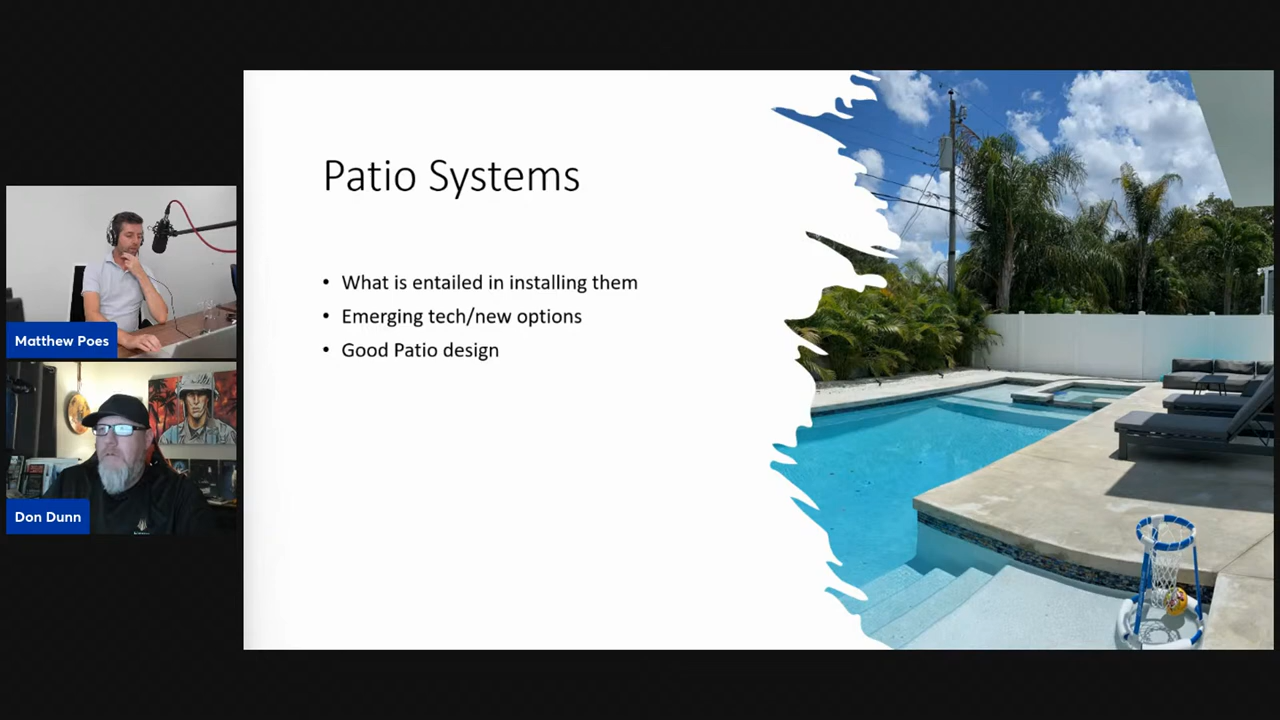 Patio Systems
• What is entailed in installing them
• Emerging tech/new options
• Good Patio design
Matthew Poes
Don Dunn